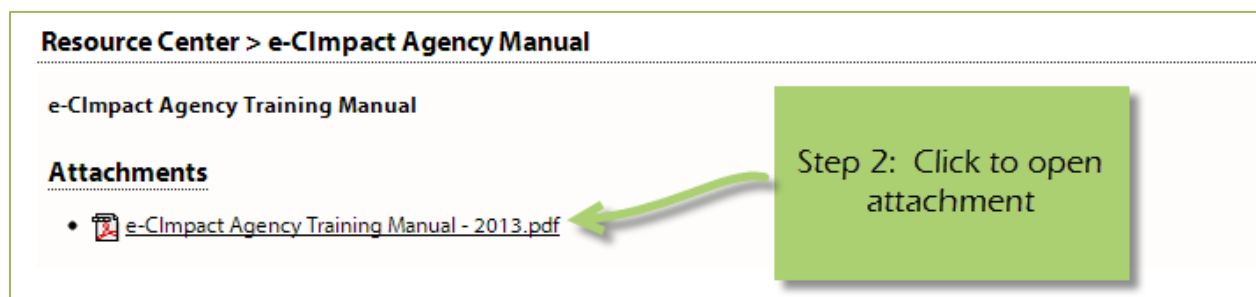 Resource Center > e-CImpact Agency Manual
e-CImpact Agency Training Manual
Attachments
e-CImpact Agency Training Manual - 2013.pdf
Step 2: Click to open
attachment